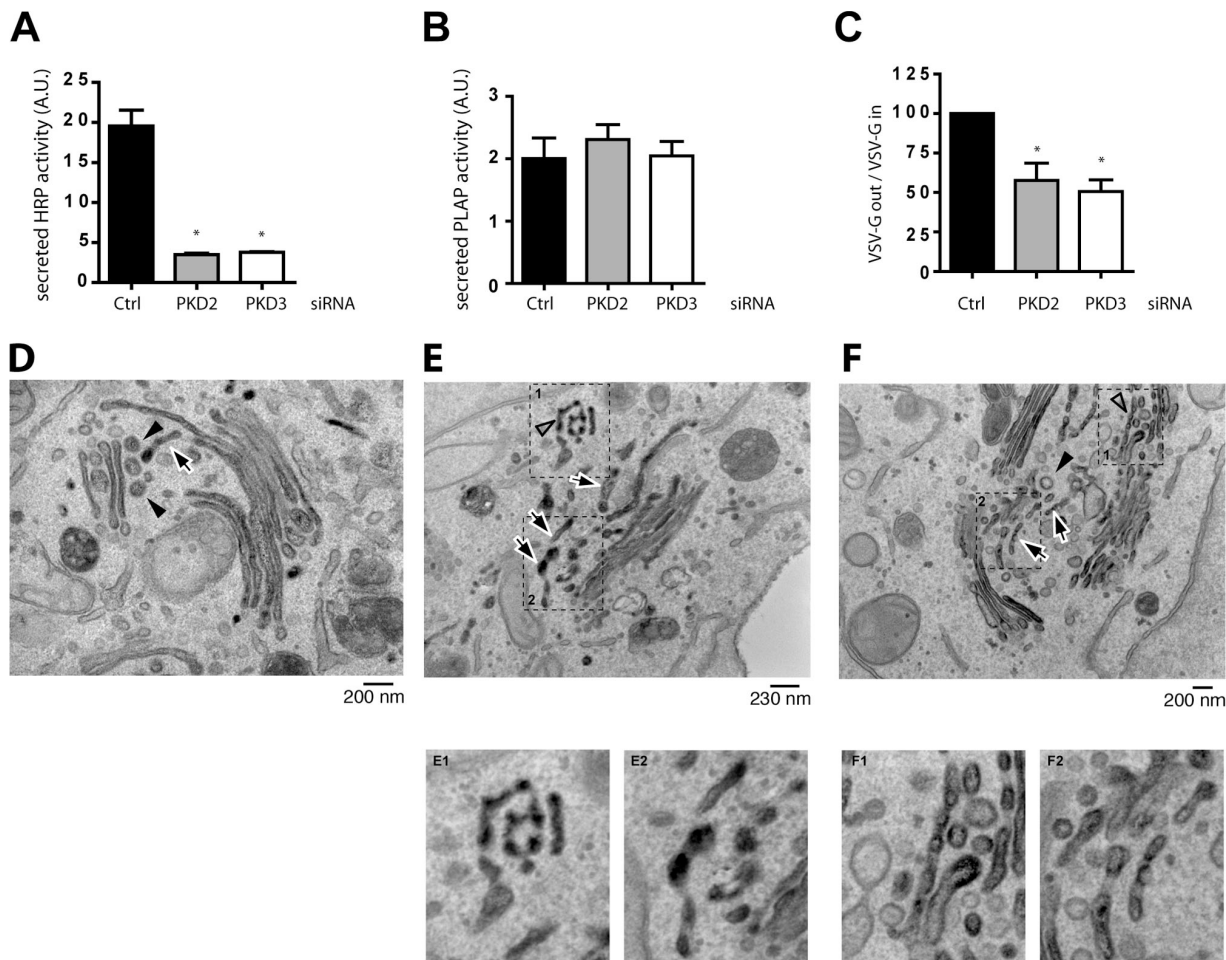 A
secreted HRP activity (A.U.)
25
20
15
10
5
0
*
*
Ctrl PKD2 PKD3 siRNA
B
secreted PLAP activity (A.U.)
3
2
1
0
Ctrl PKD2 PKD3 siRNA
C
VSV-G out / VSV-G in
125
100
75
50
25
0
*
*
Ctrl PKD2 PKD3 siRNA
D
200 nm
E
1
2
230 nm
F
1
2
200 nm
E1
E2
F1
F2